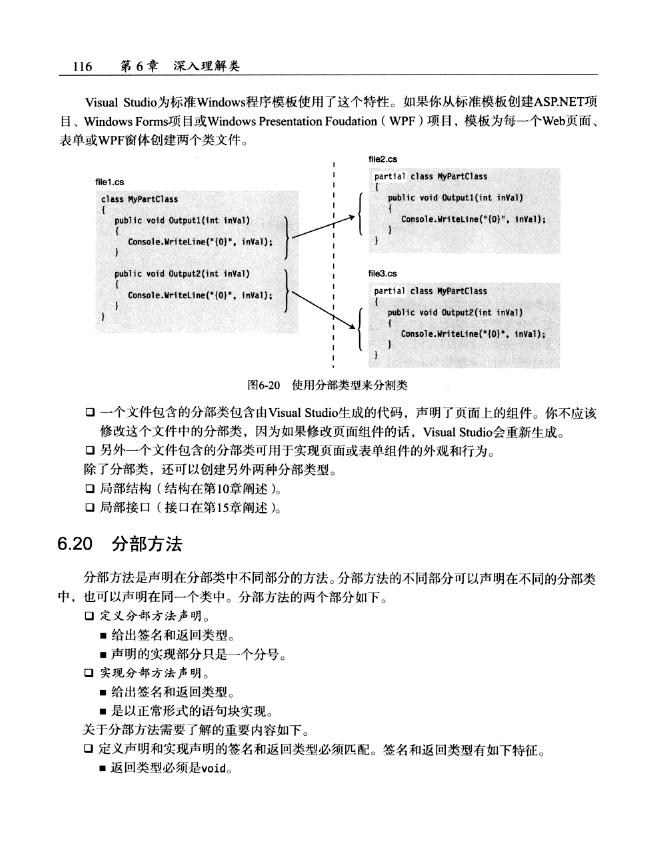 116 第6章 深入理解类
Visual Studio为标准Windows程序模板使用了这个特性。如果你从标准模板创建ASP.NET项
目、Windows Forms项目或Windows Presentation Foudation（WPF）项目，模板为每一个Web页面、
表单或WPF窗体创建两个类文件。
file1.cs
class MyPartClass
{
public void Output1(int inVal)
{
Console.WriteLine("{0}", inVal);
}
public void Output2(int inVal)
{
Console.WriteLine("{0}", inVal);
}
}
file2.cs
partial class MyPartClass
{
public void Output1(int inVal)
{
Console.WriteLine("{0}", inVal);
}
}
file3.cs
partial class MyPartClass
{
public void Output2(int inVal)
{
Console.WriteLine("{0}", inVal);
}
}
图6-20 使用分部类型来分割类
❑ 一个文件包含的分部类包含由Visual Studio生成的代码，声明了页面上的组件。你不应该
修改这个文件中的分部类，因为如果修改页面组件的话，Visual Studio会重新生成。
❑ 另外一个文件包含的分部类可用于实现页面或表单组件的外观和行为。
除了分部类，还可以创建另外两种分部类型。
❑ 局部结构（结构在第10章阐述）。
❑ 局部接口（接口在第15章阐述）。
6.20 分部方法
分部方法是声明在分部类中不同部分的方法。分部方法的不同部分可以声明在不同的分部类
中，也可以声明在同一个类中。分部方法的两个部分如下。
❑ 定义分部方法声明。
■ 给出签名和返回类型。
■ 声明的实现部分只是一个分号。
❑ 实现分部方法声明。
■ 给出签名和返回类型。
■ 是以正常形式的语句块实现。
关于分部方法需要了解的重要内容如下。
❑ 定义声明和实现声明的签名和返回类型必须匹配。签名和返回类型有如下特征。
■ 返回类型必须是void。